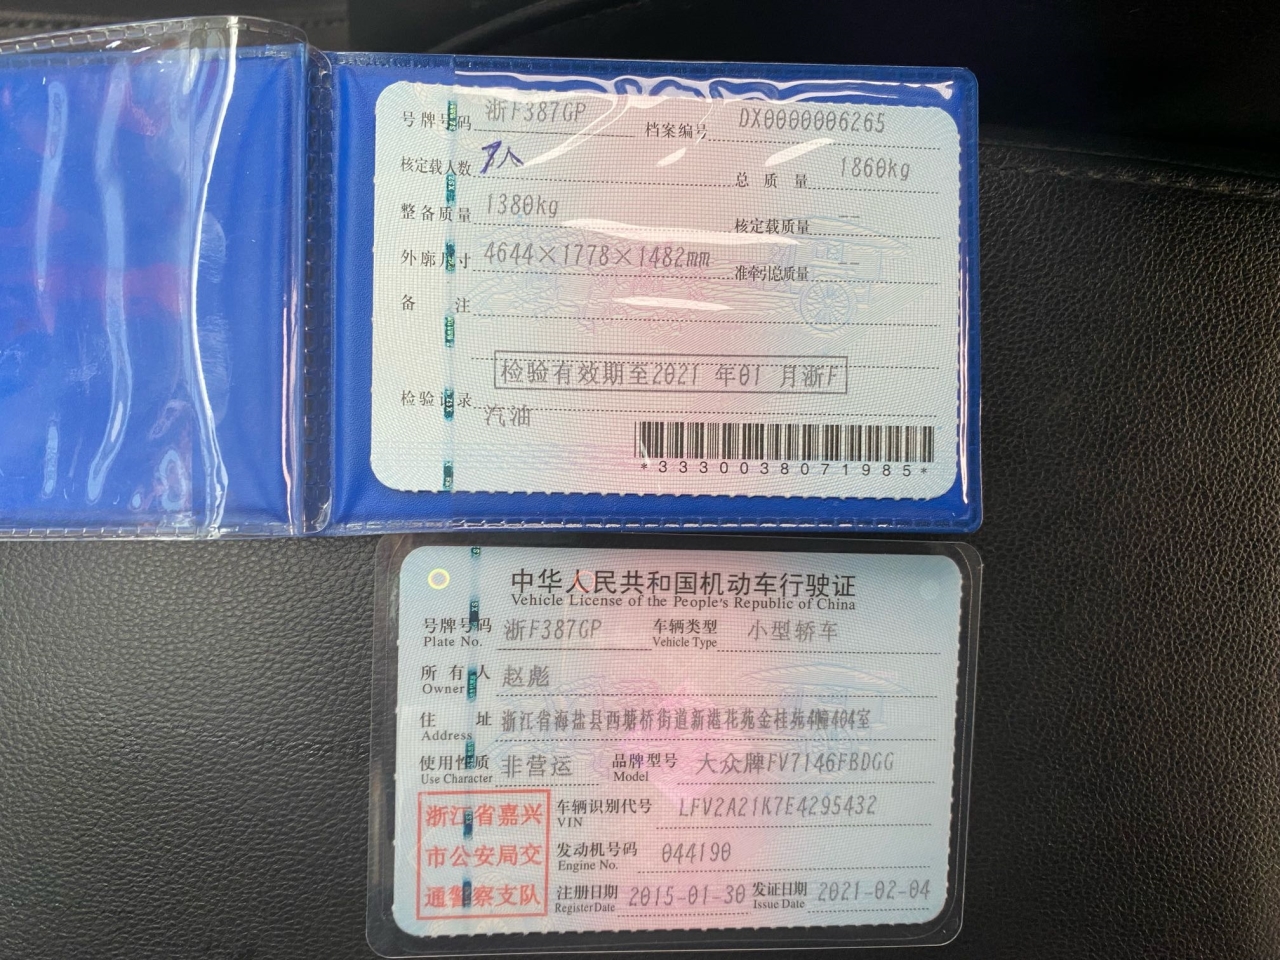 号牌号码 浙F387GP 档案编号 DX0000006265
核定载人数 人 总质量 1860kg
整备质量 1380kg 核定载质量 --
外廓尺寸 4644×1778×1482mm 准牵引总质量 --
备注
检验有效期至2021 年01 月浙F
检验记录
汽油
*3330038071985*
中华人民共和国机动车行驶证
Vehicle License of the People's Republic of China
号牌号码 浙F387GP 车辆类型 小型轿车
Plate No. Vehicle Type
所有人 赵彪
Owner
住址 浙江省海盐县西塘桥街道新港花苑金桂苑4幢404室
Address
使用性质 非营运 品牌型号 大众牌FV7146FBDGG
Use Character Model
浙江省嘉兴
市公安局交
通警察支队
车辆识别代号 LFV2A21K7E4295432
VIN
发动机号码 044190
Engine No.
注册日期 2015-01-30 发证日期 2021-02-04
Register Date Issue Date